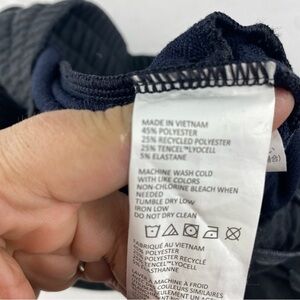 MADE IN VIETNAM
45% POLYESTER
25% RECYCLED POLYESTER
25% TENCEL™LYOCELL
5% ELASTANE
MACHINE WASH COLD
WITH LIKE COLORS
NON-CHLORINE BLEACH WHEN
NEEDED
TUMBLE DRY LOW
IRON LOW
DO NOT DRY CLEAN
FABRIQUÉ AU VIETNAM
POLYESTER
POLYESTER RECYCLÉ
TENCEL™LYOCELL
ÉLASTHANNE